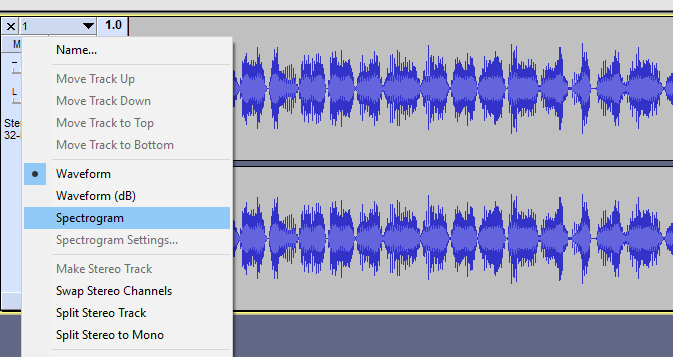 1
1.0
M
Name...
Move Track Up
Move Track Down
Move Track to Top
Move Track to Bottom
L
Ste
32-
Waveform
Waveform (dB)
Spectrogram
Spectrogram Settings...
Make Stereo Track
Swap Stereo Channels
Split Stereo Track
Split Stereo to Mono